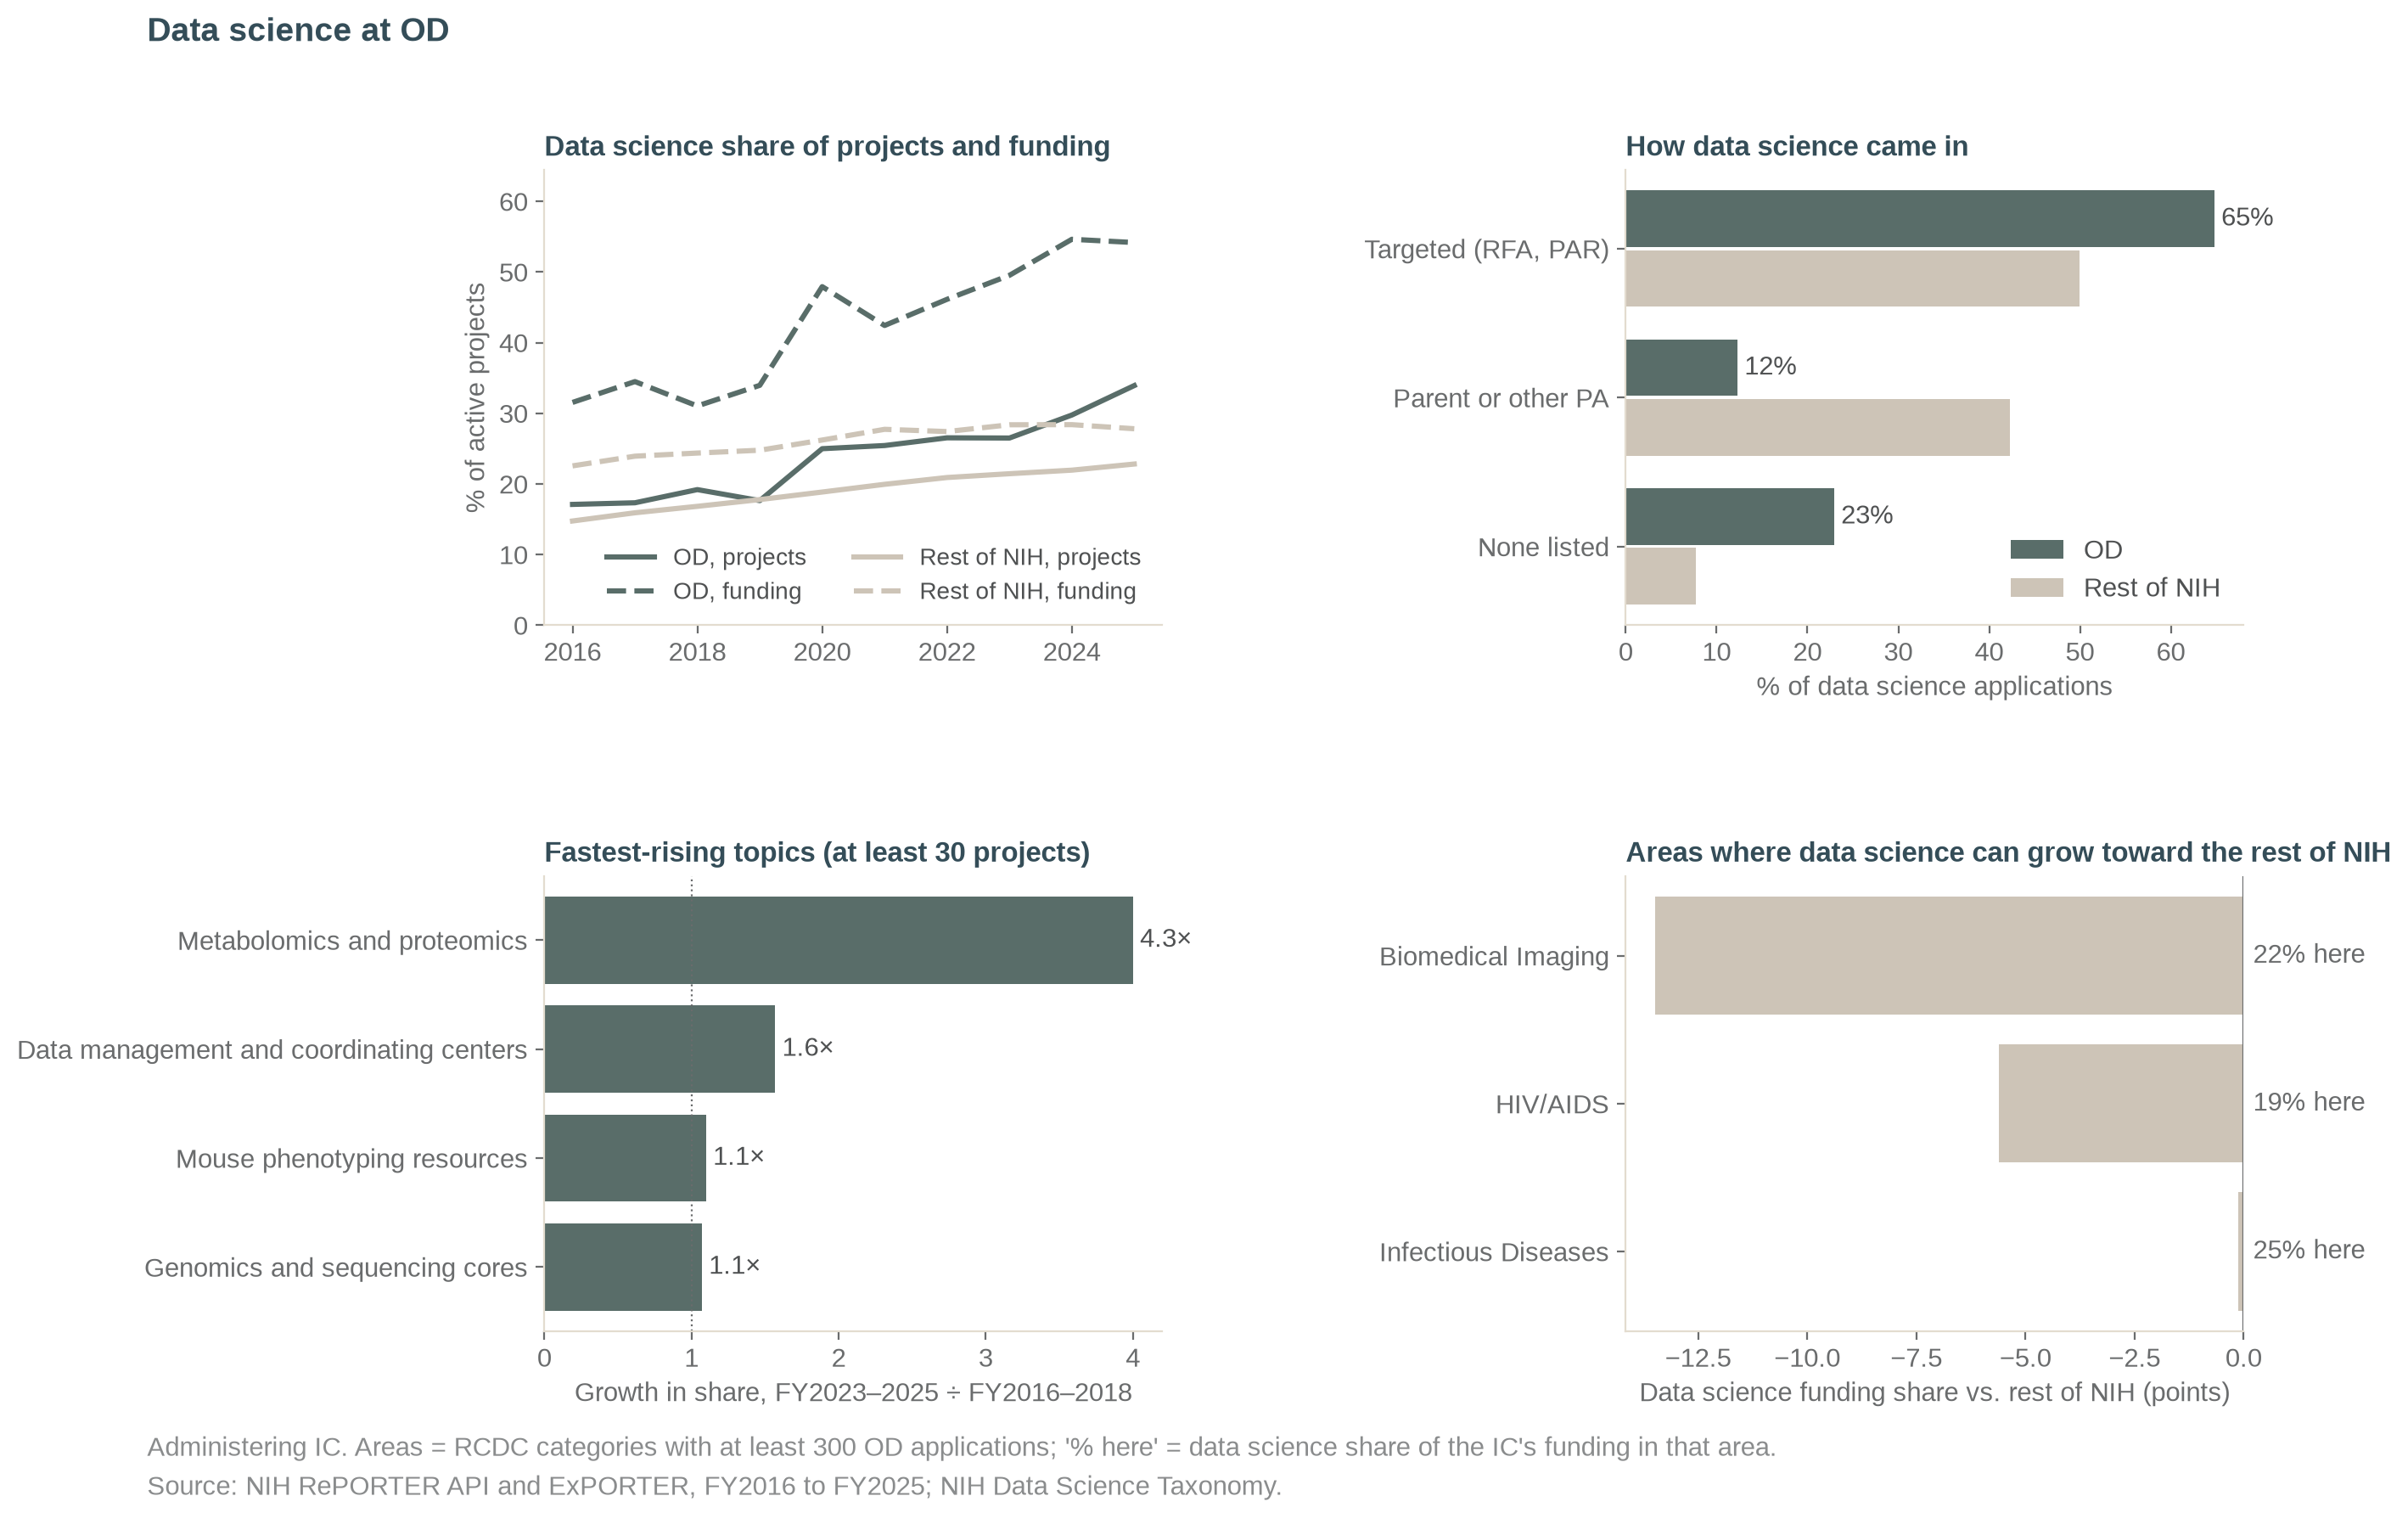 Data science at OD
Data science share of projects and funding
% of active projects
60
50
40
30
20
10
0
2016 2018 2020 2022 2024
OD, projects
OD, funding
Rest of NIH, projects
Rest of NIH, funding
How data science came in
Targeted (RFA, PAR)
Parent or other PA
None listed
65%
12%
23%
OD
Rest of NIH
0 10 20 30 40 50 60
% of data science applications
Fastest-rising topics (at least 30 projects)
Metabolomics and proteomics
Data management and coordinating centers
Mouse phenotyping resources
Genomics and sequencing cores
4.3×
1.6×
1.1×
1.1×
0 1 2 3 4
Growth in share, FY2023–2025 ÷ FY2016–2018
Areas where data science can grow toward the rest of NIH
Biomedical Imaging
HIV/AIDS
Infectious Diseases
22% here
19% here
25% here
−12.5 −10.0 −7.5 −5.0 −2.5 0.0
Data science funding share vs. rest of NIH (points)
Administering IC. Areas = RCDC categories with at least 300 OD applications; '% here' = data science share of the IC's funding in that area.
Source: NIH RePORTER API and ExPORTER, FY2016 to FY2025; NIH Data Science Taxonomy.